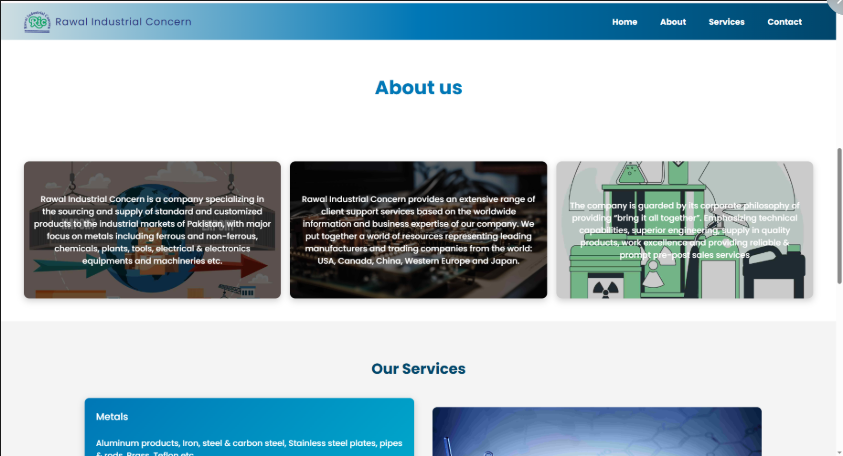 Rawal Industrial Concern
Home
About
Services
Contact
About us
Rawal Industrial Concern is a company specializing in
the sourcing and supply of standard and customized
products to the industrial markets of Pakistan, with major
focus on metals including ferrous and non-ferrous,
chemicals, plants, tools, electrical & electronics
equipments and machineries etc.
Rawal Industrial Concern provides an extensive range of
client support services based on the worldwide
information and business expertise of our company. We
put together a world of resources representing leading
manufacturers and trading companies from the world:
USA, Canada, China, Western Europe and Japan.
The company is guarded by its corporate philosophy of
providing "bring it all together". Emphasizing technical
capabilities, superior engineering, supply in quality
products, work excellence and providing reliable &
prompt pre-post sales services
Our Services
Metals
Aluminum products, Iron, steel & carbon steel, Stainless steel plates, pipes
& rods, Brass, Teflon etc